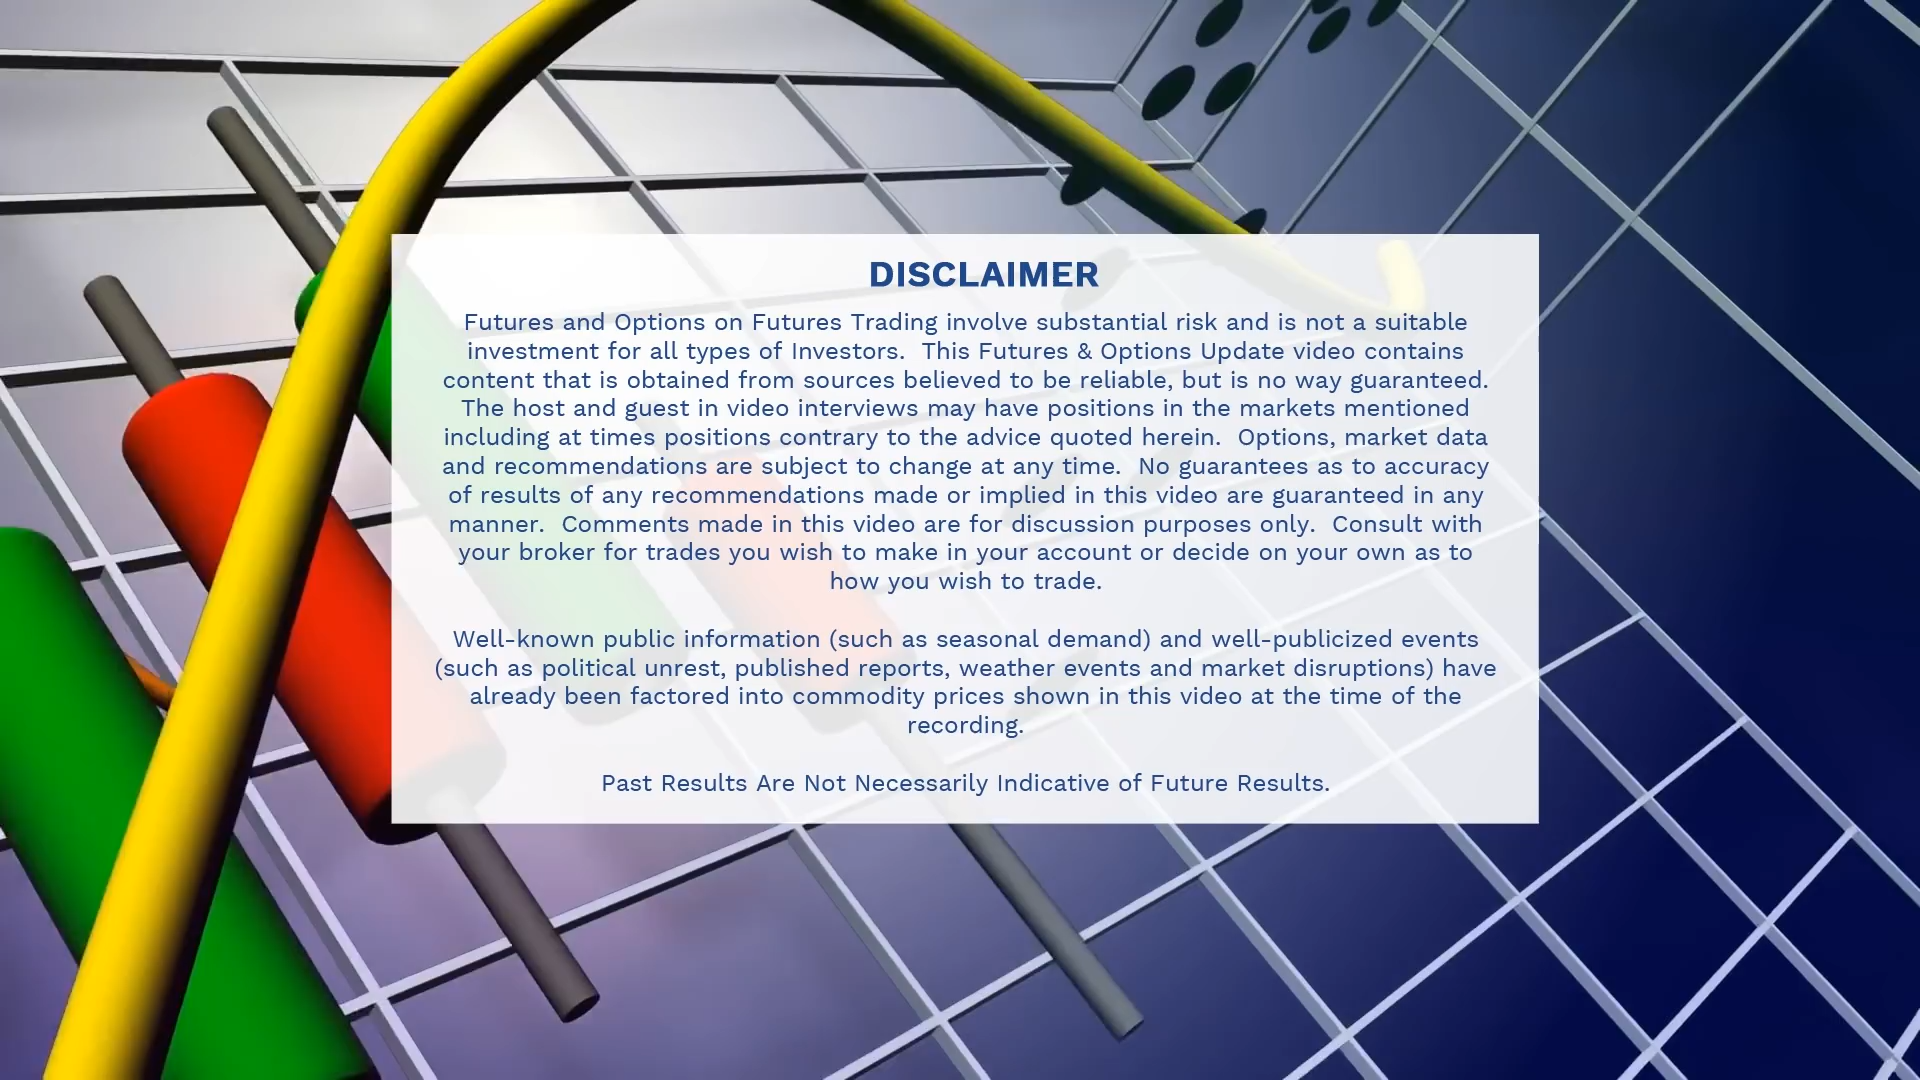 DISCLAIMER
Futures and Options on Futures Trading involve substantial risk and is not a suitable
investment for all types of Investors.  This Futures & Options Update video contains
content that is obtained from sources believed to be reliable, but is no way guaranteed.
The host and guest in video interviews may have positions in the markets mentioned
including at times positions contrary to the advice quoted herein.  Options, market data
and recommendations are subject to change at any time.  No guarantees as to accuracy
of results of any recommendations made or implied in this video are guaranteed in any
manner.  Comments made in this video are for discussion purposes only.  Consult with
your broker for trades you wish to make in your account or decide on your own as to
how you wish to trade.
Well-known public information (such as seasonal demand) and well-publicized events
(such as political unrest, published reports, weather events and market disruptions) have
already been factored into commodity prices shown in this video at the time of the
recording.
Past Results Are Not Necessarily Indicative of Future Results.